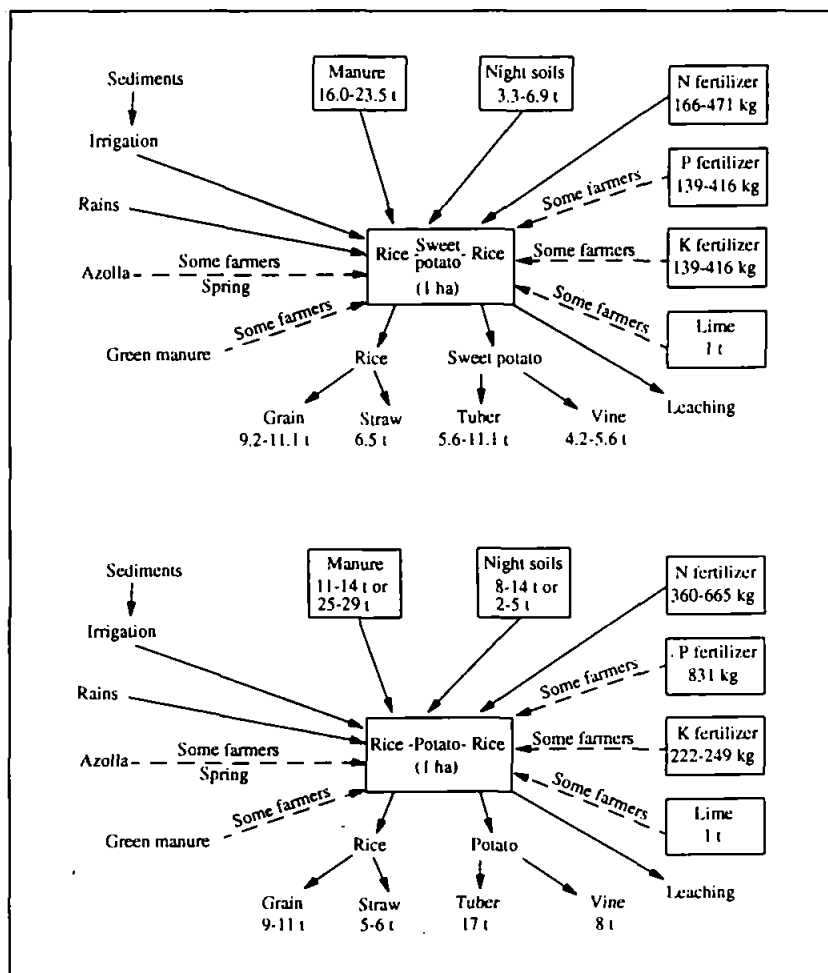 Sediments
Manure
16.0-23.5 t
Night soils
3.3-6.9 t
N fertilizer
166-471 kg
Irrigation
P fertilizer
139-416 kg
Some farmers
Rains
Rice - Sweet potato - Rice
(1 ha)
Some farmers
K fertilizer
139-416 kg
Azolla
Some farmers
Spring
Some farmers
Green manure
Some farmers
Lime
1 t
Rice
Sweet potato
Leaching
Grain
9.2-11.1 t
Straw
6.5 t
Tuber
5.6-11.1 t
Vine
4.2-5.6 t
Sediments
Manure
11-14 t or
25-29 t
Night soils
8-14 t or
2-5 t
N fertilizer
360-665 kg
Irrigation
P fertilizer
831 kg
Some farmers
Rains
Rice -Potato- Rice
(1 ha)
Some farmers
K fertilizer
222-249 kg
Azolla
Some farmers
Spring
Some farmers
Green manure
Some farmers
Lime
1 t
Rice
Potato
Leaching
Grain
9-11 t
Straw
5-6 t
Tuber
17 t
Vine
8 t